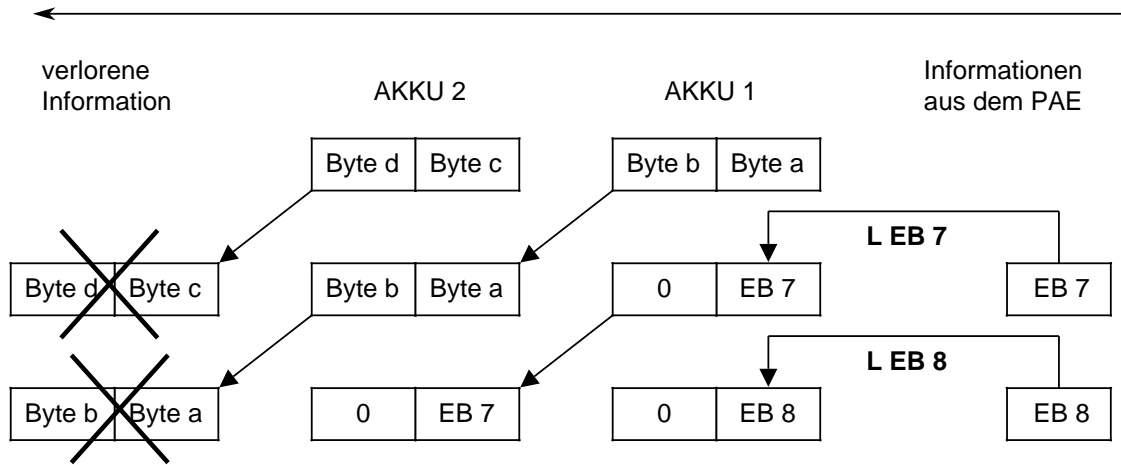 verlorene
Information
AKKU 2
AKKU 1
Informationen
aus dem PAE
Byte d Byte c
Byte b Byte a
L EB 7
Byte d Byte c
Byte b Byte a
0 EB 7
EB 7
L EB 8
Byte b Byte a
0 EB 7
0 EB 8
EB 8